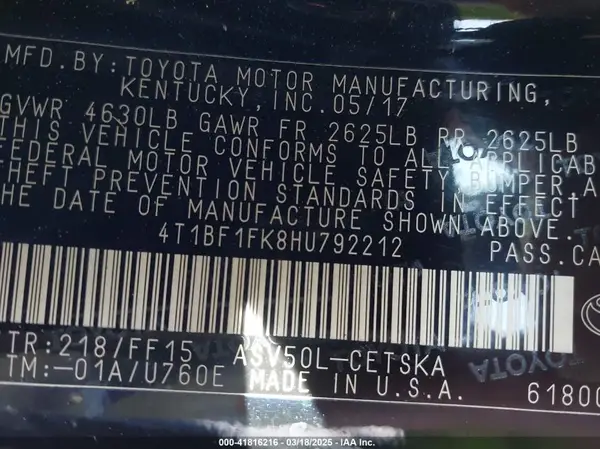 MFD. BY: TOYOTA MOTOR MANUFACTURING,
KENTUCKY, INC. 05/17
GVWR 4630LB GAWR FR 2625LB RR 2625LB
THIS VEHICLE CONFORMS TO ALL APPLICAB
FEDERAL MOTOR VEHICLE SAFETY, BUMPER, A
THEFT PREVENTION STANDARDS IN EFFECT
THE DATE OF MANUFACTURE SHOWN ABOVE.
4T1BF1FK8HU792212 PASS.CA
TR:218/FF15 ASV50L-CETSKA
TM:-01A/U760E MADE IN U.S.A. 61800
000-41816216 - 03/18/2025 - IAA Inc.